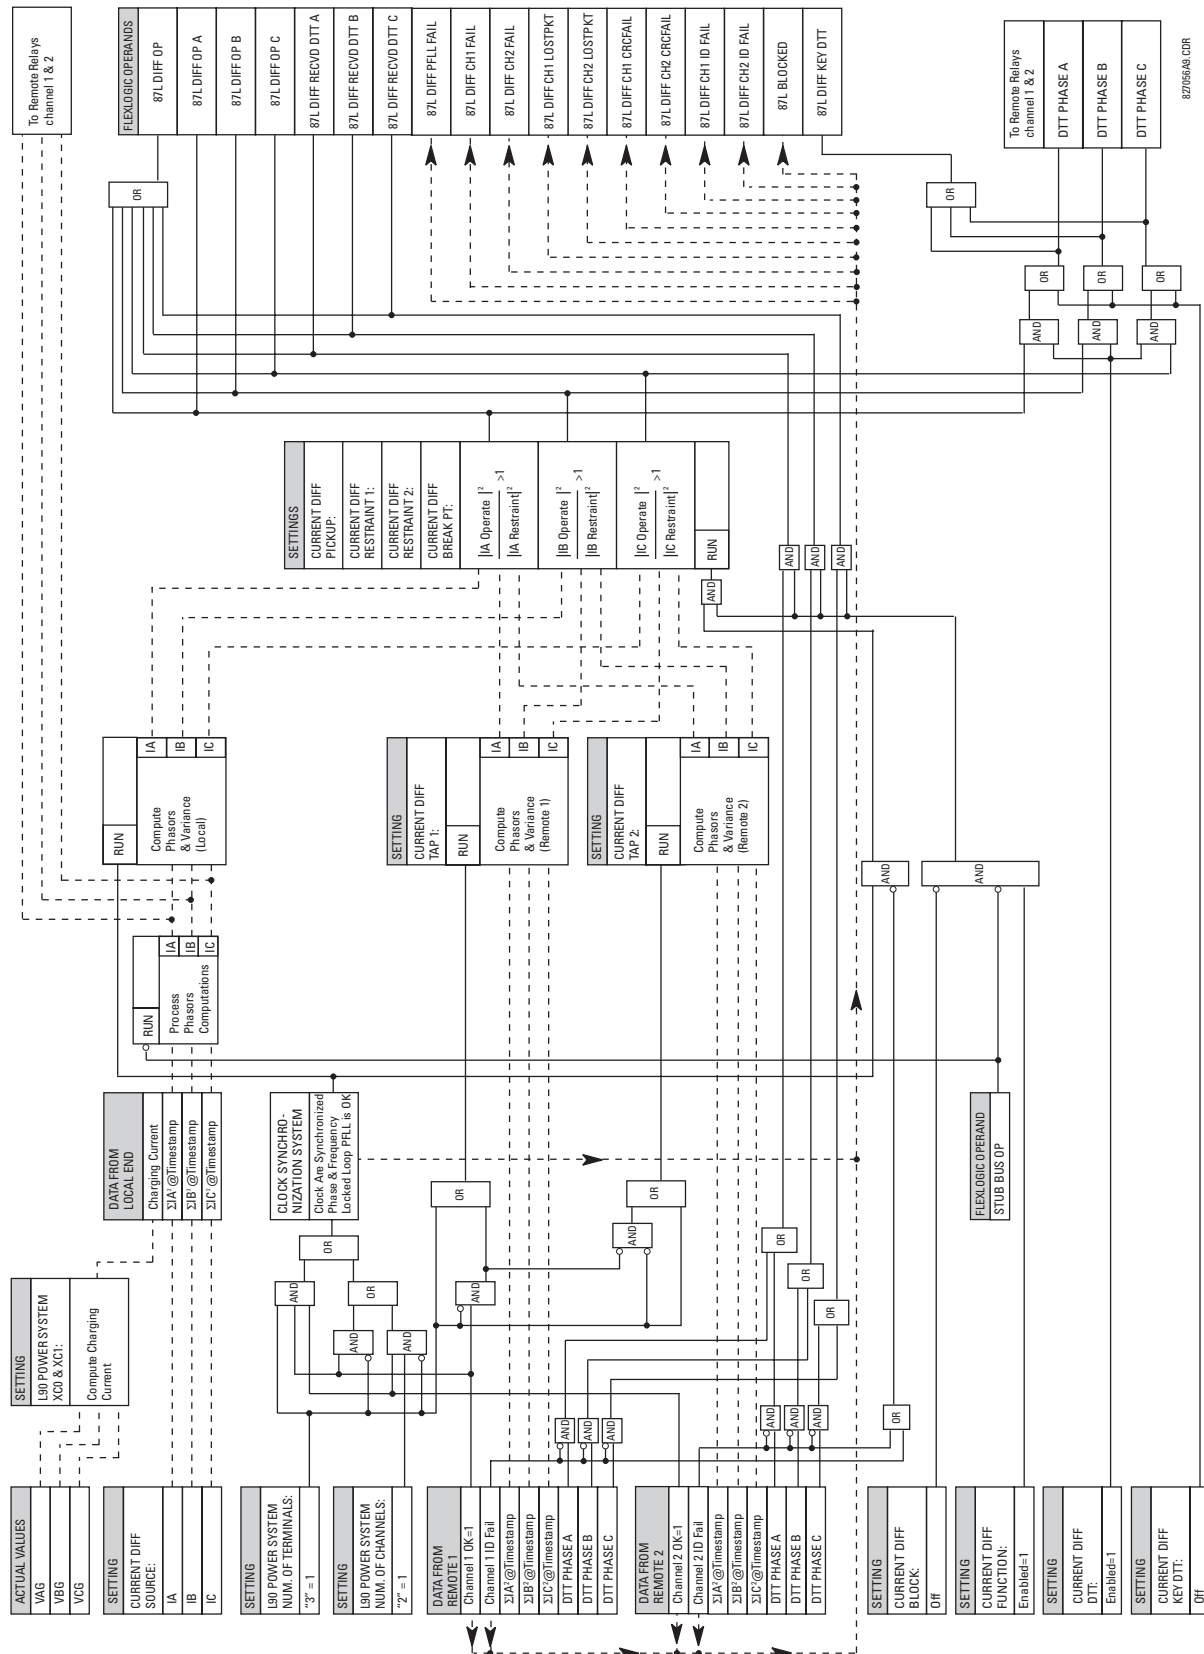 ACTUAL VALUES
VAG
VBG
VCG
SETTING
CURRENT DIFF
SOURCE:
IA
IB
IC
SETTING
L90 POWER SYSTEM
NUM. OF TERMINALS:
"3" = 1
SETTING
L90 POWER SYSTEM
NUM. OF CHANNELS:
"2" = 1
DATA FROM
REMOTE 1
Channel 1 OK=1
Channel 1 ID Fail
ΣIA²@Timestamp
ΣIB²@Timestamp
ΣIC²@Timestamp
DTT PHASE A
DTT PHASE B
DTT PHASE C
DATA FROM
REMOTE 2
Channel 2 OK=1
Channel 2 ID Fail
ΣIA²@Timestamp
ΣIB²@Timestamp
ΣIC²@Timestamp
DTT PHASE A
DTT PHASE B
DTT PHASE C
SETTING
CURRENT DIFF
BLOCK:
Off
SETTING
CURRENT DIFF
FUNCTION:
Enabled=1
SETTING
CURRENT DIFF
DTT:
Enabled=1
SETTING
CURRENT DIFF
KEY DTT:
Off
SETTING
L90 POWER SYSTEM
XC0 & XC1:
Compute Charging
Current
AND
AND
AND
OR
OR
AND
AND
AND
AND
AND
AND
AND
OR
DATA FROM
LOCAL END
Charging Current
ΣIA²@Timestamp
ΣIB²@Timestamp
ΣIC²@Timestamp
CLOCK SYNCHRO-
NIZATION SYSTEM
Clock Are Synchronized
Phase & Frequency
Locked Loop PFLL is OK
OR
AND
OR
OR
OR
OR
FLEXLOGIC OPERAND
STUB BUS OP
RUN
Process
Phasors
Computations
IA
IB
IC
RUN
Compute
Phasors
& Variance
(Local)
IA
IB
IC
SETTING
CURRENT DIFF
TAP 1:
RUN
Compute
Phasors
& Variance
(Remote 1)
IA
IB
IC
SETTING
CURRENT DIFF
TAP 2:
RUN
Compute
Phasors
& Variance
(Remote 2)
IA
IB
IC
AND
AND
SETTINGS
CURRENT DIFF
PICKUP:
CURRENT DIFF
RESTRAINT 1:
CURRENT DIFF
RESTRAINT 2:
CURRENT DIFF
BREAK PT:
|IA Operate |²
|IA Restraint|²
>1
|IB Operate |²
|IB Restraint|²
>1
|IC Operate |²
|IC Restraint|²
>1
RUN
AND
AND
AND
AND
To Remote Relays
channel 1 & 2
OR
FLEXLOGIC OPERANDS
87L DIFF OP
87L DIFF OP A
87L DIFF OP B
87L DIFF OP C
87L DIFF RECVD DTT A
87L DIFF RECVD DTT B
87L DIFF RECVD DTT C
87L DIFF PFLL FAIL
87L DIFF CH1 FAIL
87L DIFF CH2 FAIL
87L DIFF CH1 LOSTPKT
87L DIFF CH2 LOSTPKT
87L DIFF CH1 CRCFAIL
87L DIFF CH2 CRCFAIL
87L DIFF CH1 ID FAIL
87L DIFF CH2 ID FAIL
87L BLOCKED
87L DIFF KEY DTT
OR
AND
AND
AND
OR
OR
OR
To Remote Relays
channel 1 & 2
DTT PHASE A
DTT PHASE B
DTT PHASE C
827056A9.CDR